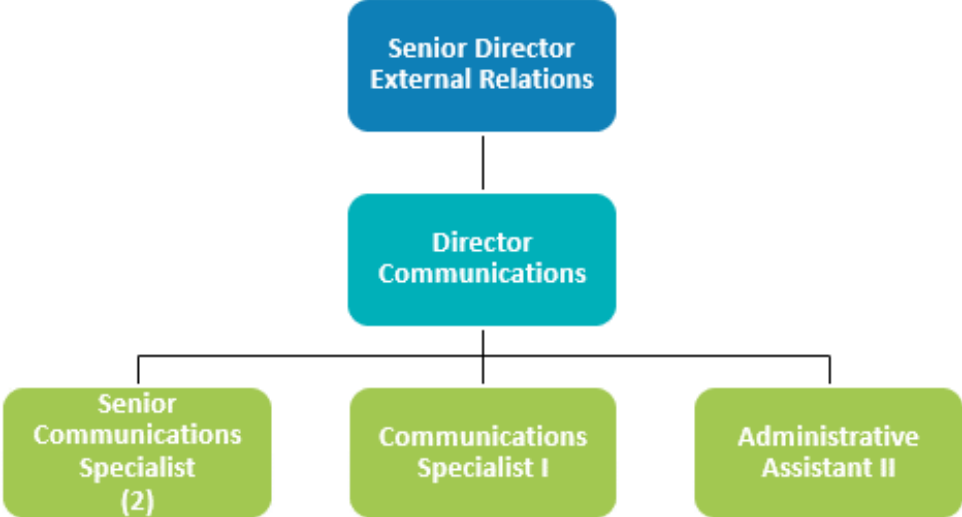 Senior Director
External Relations
Director
Communications
Senior
Communications
Specialist
(2)
Communications
Specialist I
Administrative
Assistant II